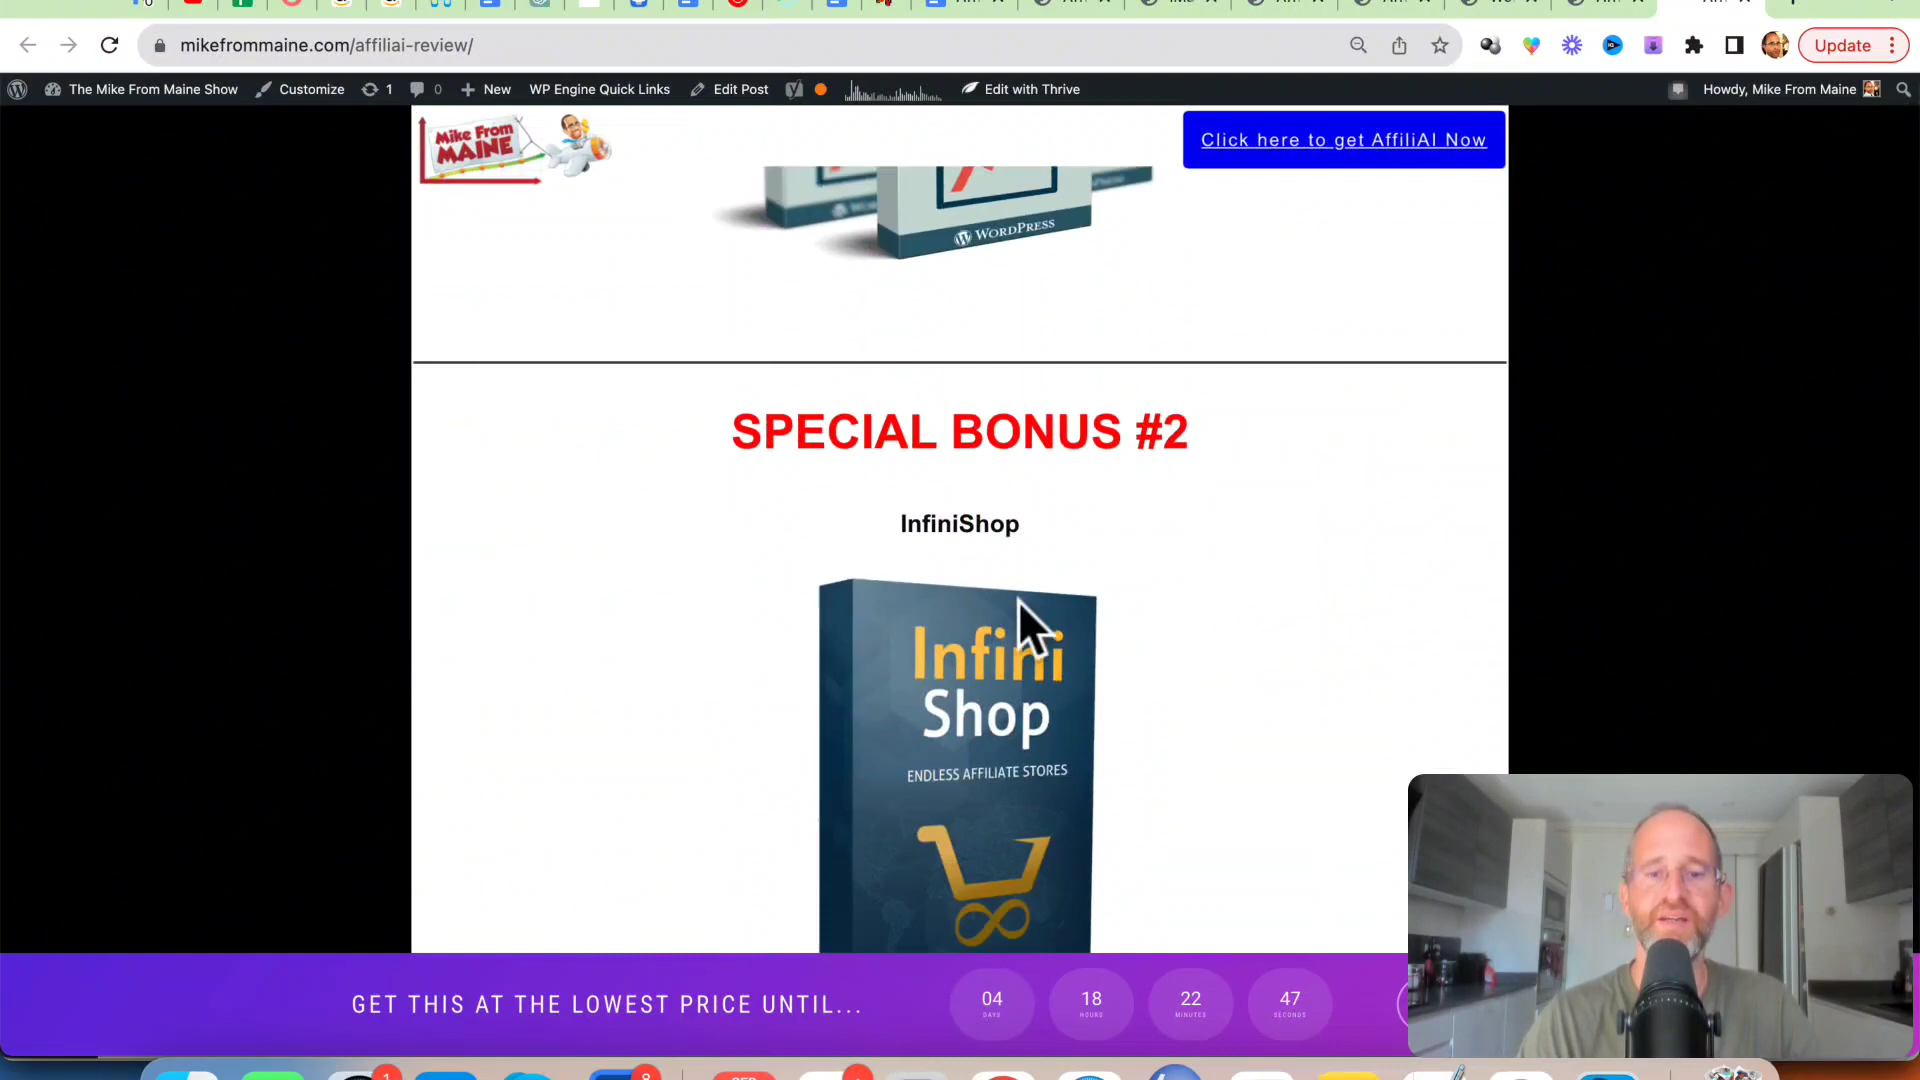 mikefrommaine.com/affiliai-review/
Update
The Mike From Maine Show
Customize
1
0
New
WP Engine Quick Links
Edit Post
Edit with Thrive
Howdy, Mike From Maine
Mike From
MAINE
Click here to get AffiliAI Now
WORDPRESS
SPECIAL BONUS #2
InfiniShop
Infini
Shop
ENDLESS AFFILIATE STORES
GET THIS AT THE LOWEST PRICE UNTIL...
04
DAYS
18
HOURS
22
MINUTES
47
SECONDS